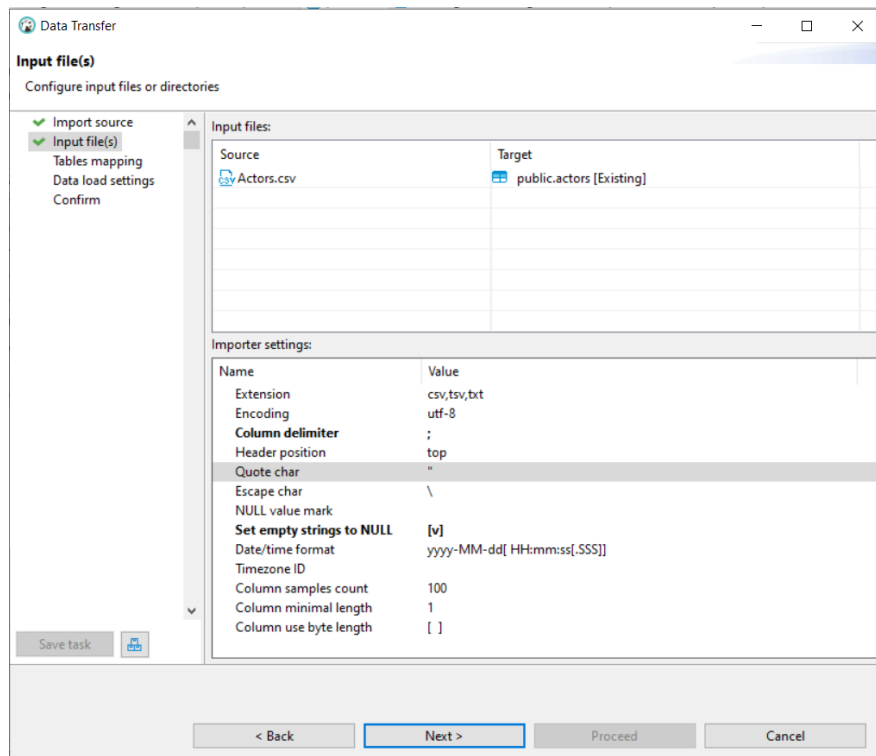 Data Transfer
Input file(s)
Configure input files or directories
Import source
Input file(s)
Tables mapping
Data load settings
Confirm
Save task
Input files:
Source Target
CSV Actors.csv public.actors [Existing]
Importer settings:
Name Value
Extension csv,tsv,txt
Encoding utf-8
Column delimiter ;
Header position top
Quote char "
Escape char \
NULL value mark
Set empty strings to NULL [v]
Date/time format yyyy-MM-dd[ HH:mm:ss[.SSS]]
Timezone ID
Column samples count 100
Column minimal length 1
Column use byte length [ ]
< Back Next > Proceed Cancel